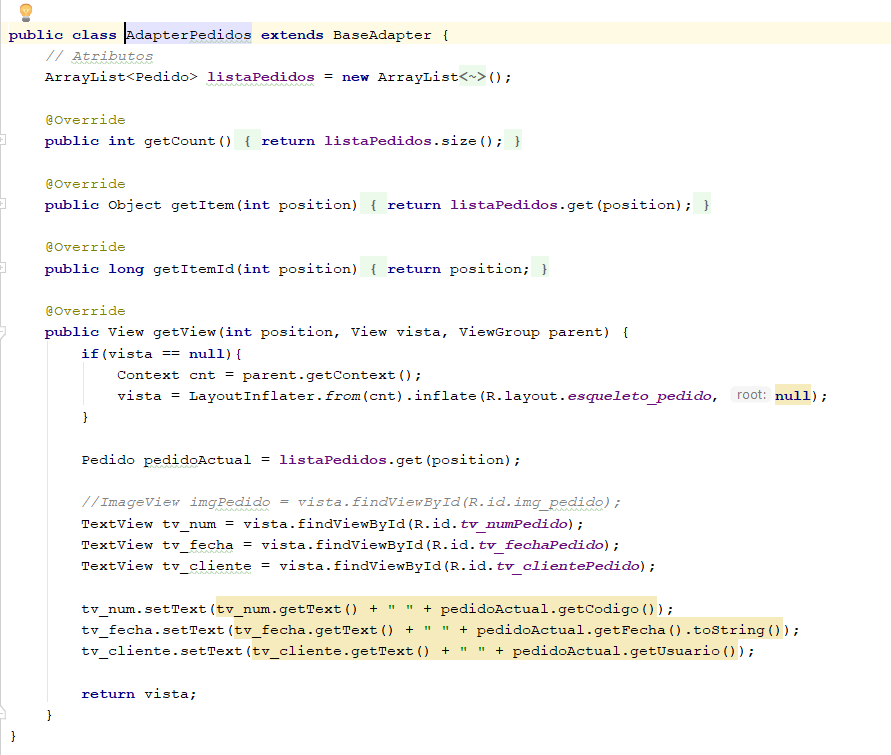 public class AdapterPedidos extends BaseAdapter {
    // Atributos
    ArrayList<Pedido> listaPedidos = new ArrayList<~>();
    @Override
    public int getCount() { return listaPedidos.size(); }
    @Override
    public Object getItem(int position) { return listaPedidos.get(position); }
    @Override
    public long getItemId(int position) { return position; }
    @Override
    public View getView(int position, View vista, ViewGroup parent) {
        if(vista == null){
            Context cnt = parent.getContext();
            vista = LayoutInflater.from(cnt).inflate(R.layout.esqueleto_pedido, root: null);
        }
        Pedido pedidoActual = listaPedidos.get(position);
        //ImageView imgPedido = vista.findViewById(R.id.img_pedido);
        TextView tv_num = vista.findViewById(R.id.tv_numPedido);
        TextView tv_fecha = vista.findViewById(R.id.tv_fechaPedido);
        TextView tv_cliente = vista.findViewById(R.id.tv_clientePedido);
        tv_num.setText(tv_num.getText() + " " + pedidoActual.getCodigo());
        tv_fecha.setText(tv_fecha.getText() + " " + pedidoActual.getFecha().toString());
        tv_cliente.setText(tv_cliente.getText() + " " + pedidoActual.getUsuario());
        return vista;
    }
}